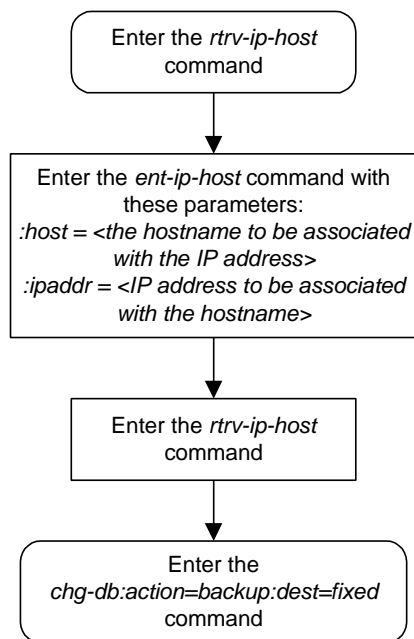 Enter the rtrv-ip-host
command
Enter the ent-ip-host command with
these parameters:
:host = <the hostname to be associated
with the IP address>
:ipaddr = <IP address to be associated
with the hostname>
Enter the rtrv-ip-host
command
Enter the
chg-db:action=backup:dest=fixed
command